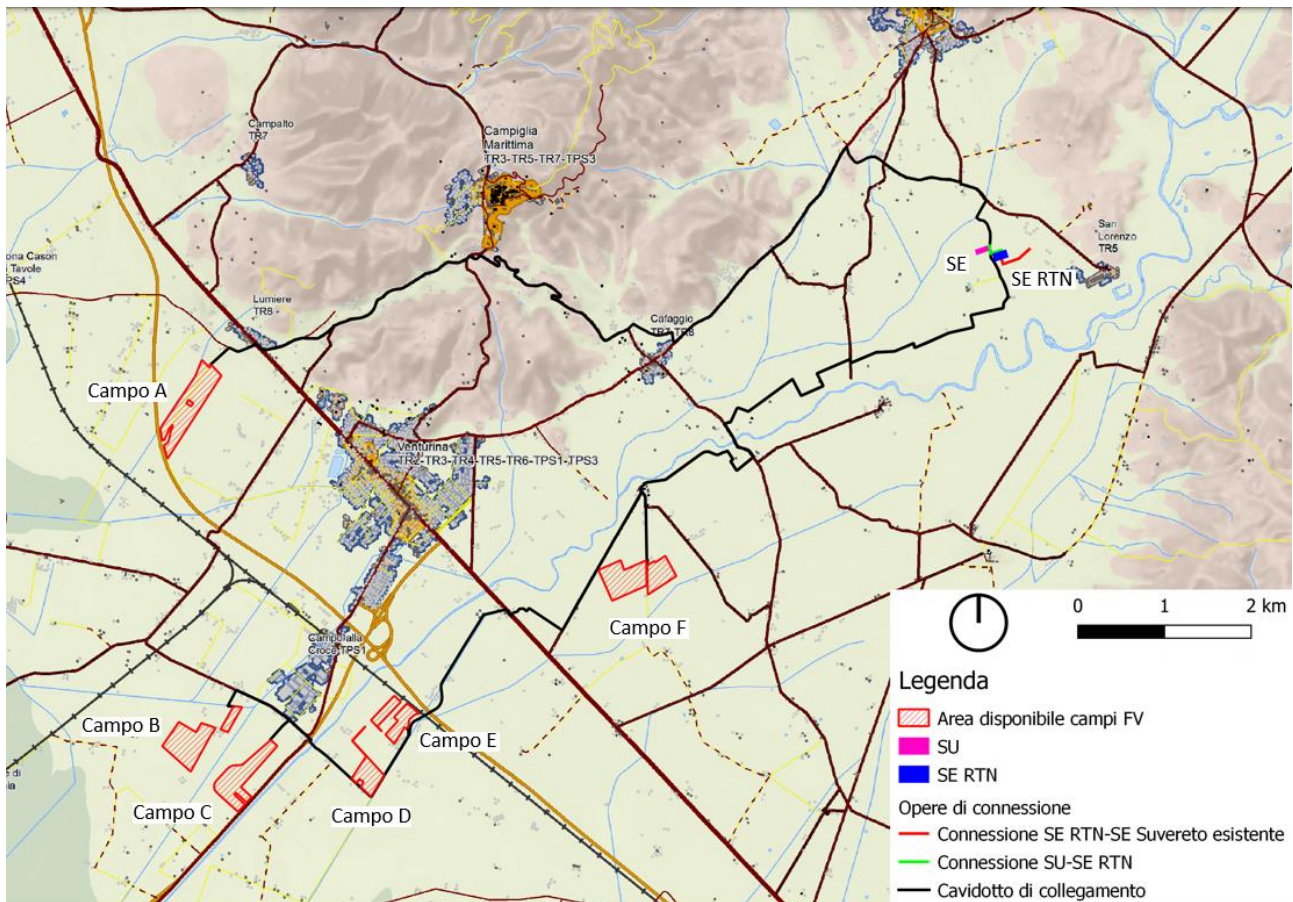 Campalto
TR7
Campiglia
Marittima
TR3-TR5-TR7-TPS3
San
Lorenzo
TR5
SE
SE RTN
ona Cason
i Tavole
PS4
Lumiere
TR8
Cafaggio
TR7-TR8
Campo A
Venturina
TR2-TR3-TR4-TR5-TR6-TPS1-TPS3
Campo F
Campo alla
Croce TPS1
Campo B
Campo E
Campo C
Campo D
e di
ia
0 1 2 km
Legenda
Area disponibile campi FV
SU
SE RTN
Opere di connessione
Connessione SE RTN-SE Suvereto esistente
Connessione SU-SE RTN
Cavidotto di collegamento